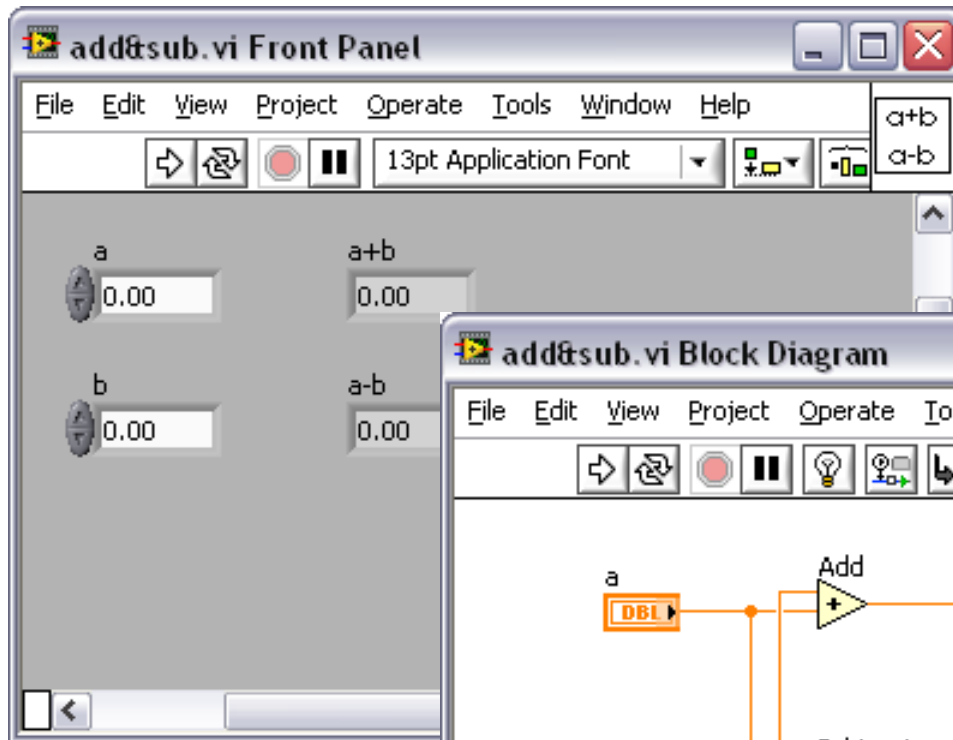 add&sub.vi Front Panel
File Edit View Project Operate Tools Window Help
a+b
a-b
13pt Application Font
a
0.00
a+b
0.00
b
0.00
a-b
0.00
add&sub.vi Block Diagram
File Edit View Project Operate To
a
DBL
Add
+